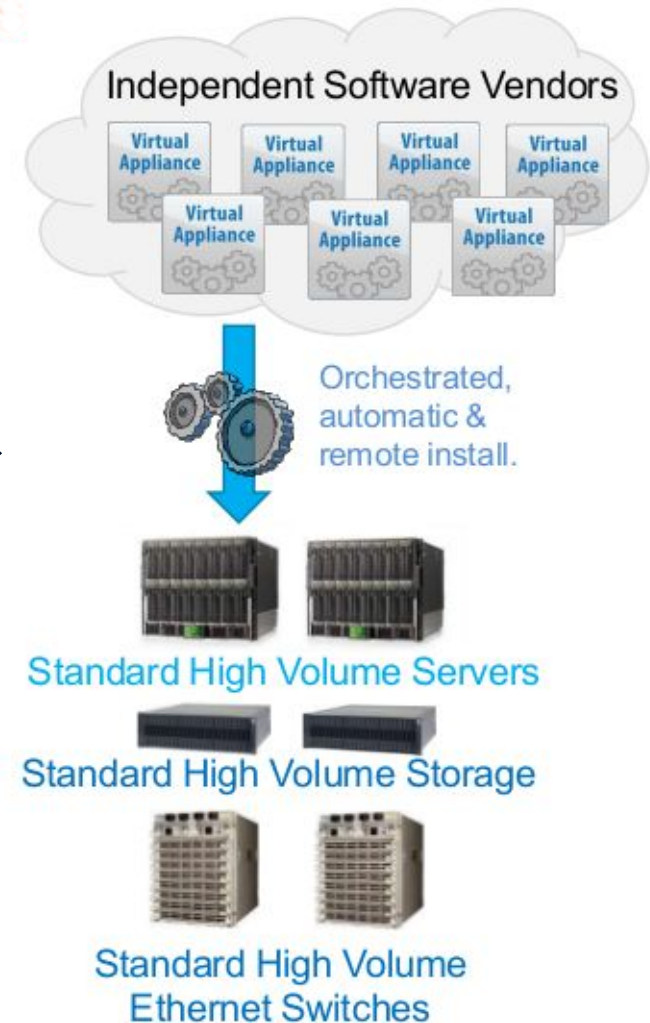 Independent Software Vendors
Virtual
Appliance
Virtual
Appliance
Virtual
Appliance
Virtual
Appliance
Virtual
Appliance
Virtual
Appliance
Virtual
Appliance
Orchestrated,
automatic &
remote install.
Standard High Volume Servers
Standard High Volume Storage
Standard High Volume
Ethernet Switches